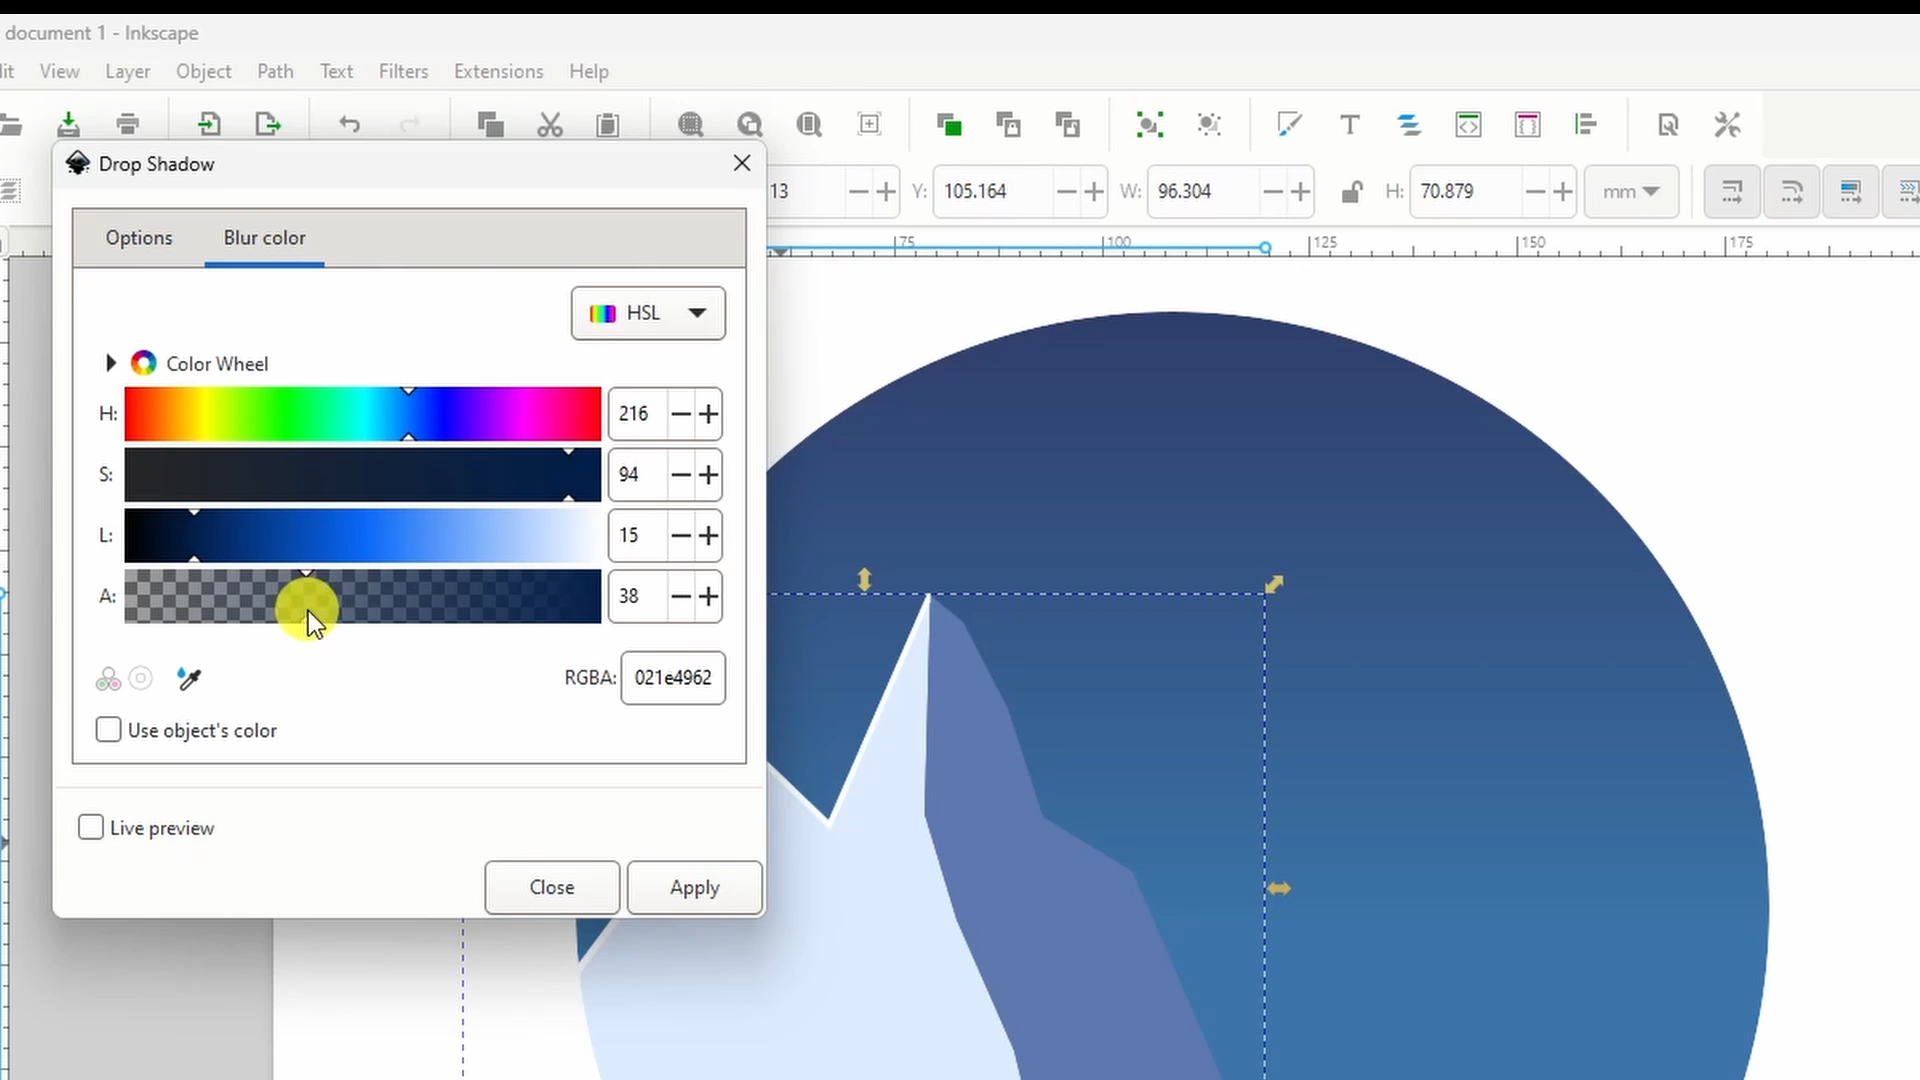 document 1 - Inkscape
it View Layer Object Path Text Filters Extensions Help
Drop Shadow
13 Y: 105.164 W: 96.304 H: 70.879 mm
Options Blur color
75 100 125 150 175
HSL
Color Wheel
H: 216
S: 94
L: 15
A: 38
RGBA: 021e4962
Use object's color
Live preview
Close Apply